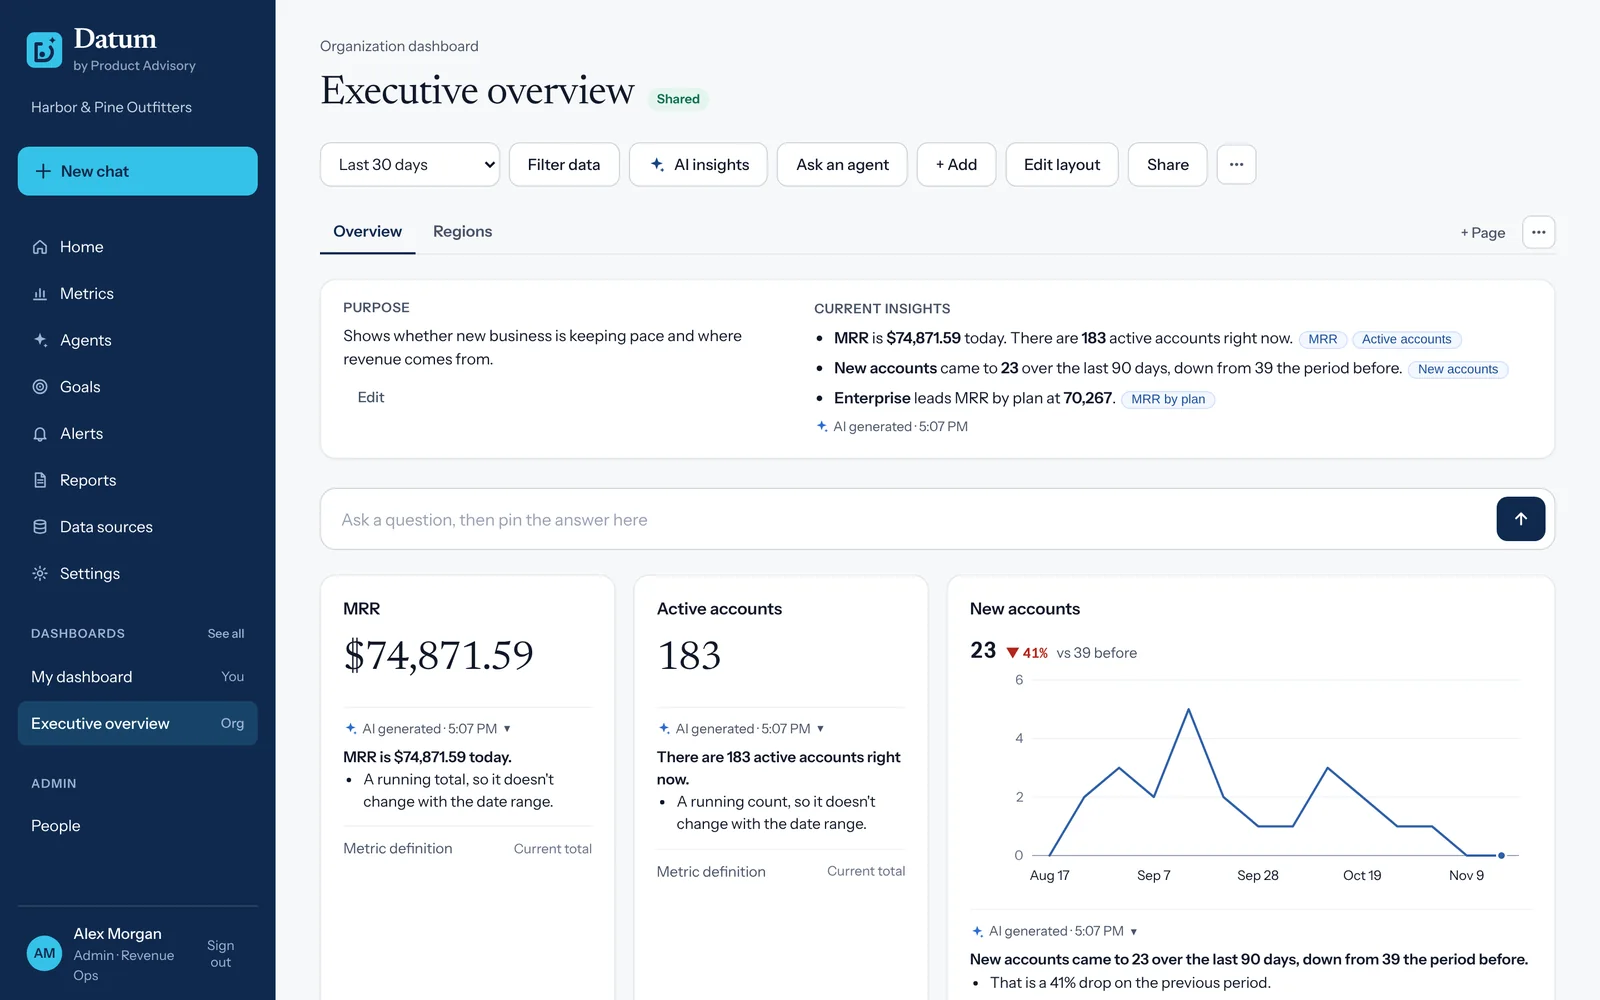 Datum
by Product Advisory
Harbor & Pine Outfitters
+ New chat
Home
Metrics
Agents
Goals
Alerts
Reports
Data sources
Settings
DASHBOARDS See all
My dashboard You
Executive overview Org
ADMIN
People
AM
Alex Morgan
Admin · Revenue
Ops
Sign
out
Organization dashboard
Executive overview Shared
Last 30 days Filter data AI insights Ask an agent + Add Edit layout Share ···
Overview Regions + Page ···
PURPOSE
Shows whether new business is keeping pace and where
revenue comes from.
Edit
CURRENT INSIGHTS
• MRR is $74,871.59 today. There are 183 active accounts right now. MRR Active accounts
• New accounts came to 23 over the last 90 days, down from 39 the period before. New accounts
• Enterprise leads MRR by plan at 70,267. MRR by plan
AI generated · 5:07 PM
Ask a question, then pin the answer here
MRR
$74,871.59
AI generated · 5:07 PM ▼
MRR is $74,871.59 today.
• A running total, so it doesn't
change with the date range.
Metric definition Current total
Active accounts
183
AI generated · 5:07 PM ▼
There are 183 active accounts right
now.
• A running count, so it doesn't
change with the date range.
Metric definition Current total
New accounts
23 ▼ 41% vs 39 before
6
4
2
0
Aug 17 Sep 7 Sep 28 Oct 19 Nov 9
AI generated · 5:07 PM ▼
New accounts came to 23 over the last 90 days, down from 39 the period before.
• That is a 41% drop on the previous period.